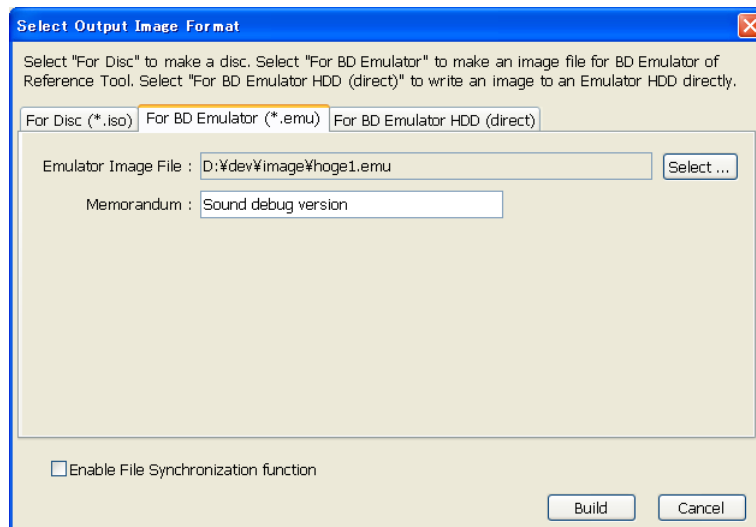 Select Output Image Format
Select "For Disc" to make a disc. Select "For BD Emulator" to make an image file for BD Emulator of
Reference Tool. Select "For BD Emulator HDD (direct)" to write an image to an Emulator HDD directly.
For Disc (*.iso) For BD Emulator (*.emu) For BD Emulator HDD (direct)
Emulator Image File : D:¥dev¥image¥hoge1.emu Select ...
Memorandum : Sound debug version
Enable File Synchronization function
Build Cancel